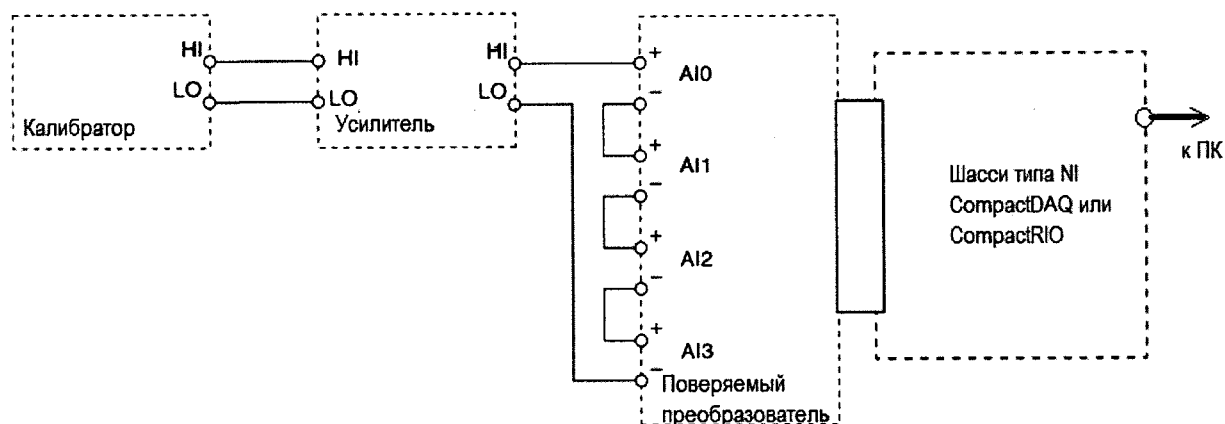 HI
LO
Калибратор
HI
LO
Усилитель
HI
LO
+
AI0
−
+
AI1
−
+
AI2
−
+
AI3
−
Поверяемый
преобразователь
Шасси типа NI
CompactDAQ или
CompactRIO
к ПК